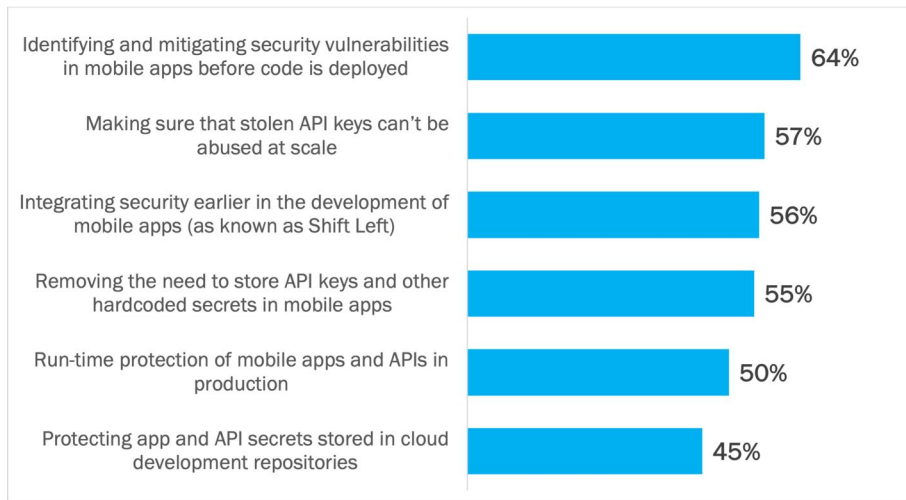 Identifying and mitigating security vulnerabilities
in mobile apps before code is deployed
64%
Making sure that stolen API keys can’t be
abused at scale
57%
Integrating security earlier in the development of
mobile apps (as known as Shift Left)
56%
Removing the need to store API keys and other
hardcoded secrets in mobile apps
55%
Run-time protection of mobile apps and APIs in
production
50%
Protecting app and API secrets stored in cloud
development repositories
45%